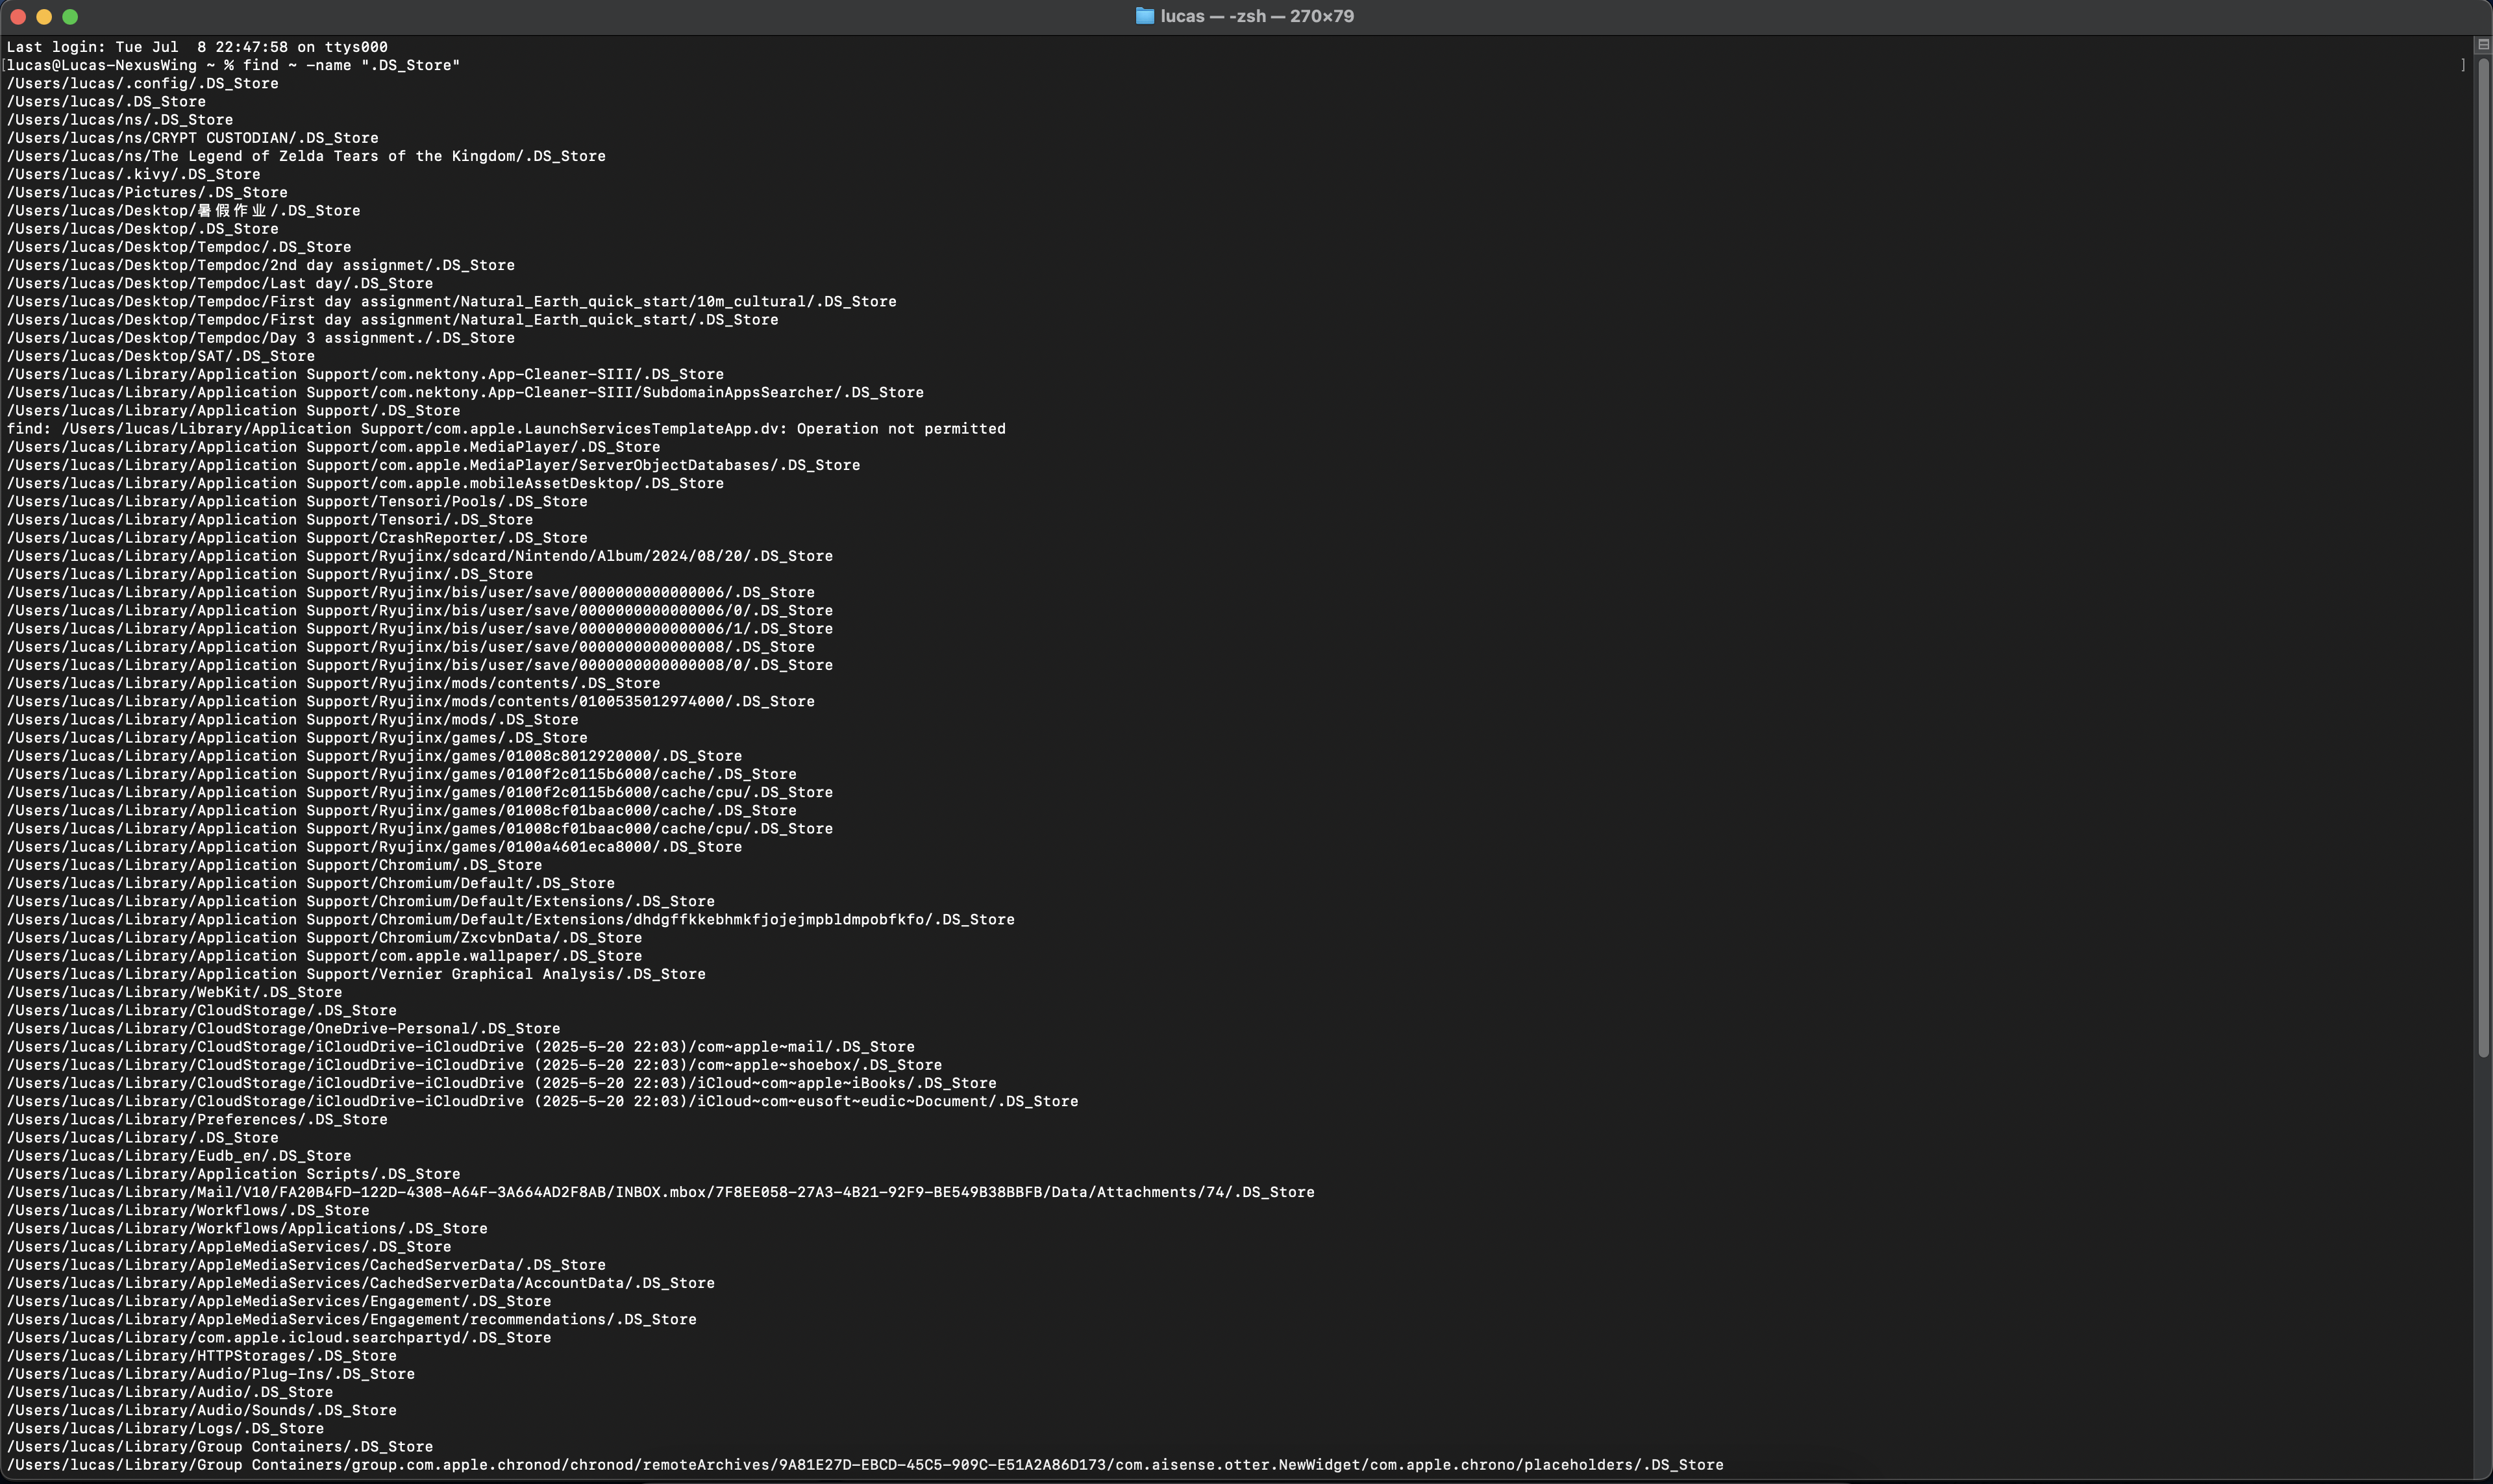 lucas — -zsh — 270×79
Last login: Tue Jul  8 22:47:58 on ttys000
[lucas@Lucas-NexusWing ~ % find ~ -name ".DS_Store" ]
/Users/lucas/.config/.DS_Store
/Users/lucas/.DS_Store
/Users/lucas/ns/.DS_Store
/Users/lucas/ns/CRYPT CUSTODIAN/.DS_Store
/Users/lucas/ns/The Legend of Zelda Tears of the Kingdom/.DS_Store
/Users/lucas/.kivy/.DS_Store
/Users/lucas/Pictures/.DS_Store
/Users/lucas/Desktop/暑假作业/.DS_Store
/Users/lucas/Desktop/.DS_Store
/Users/lucas/Desktop/Tempdoc/.DS_Store
/Users/lucas/Desktop/Tempdoc/2nd day assignmet/.DS_Store
/Users/lucas/Desktop/Tempdoc/Last day/.DS_Store
/Users/lucas/Desktop/Tempdoc/First day assignment/Natural_Earth_quick_start/10m_cultural/.DS_Store
/Users/lucas/Desktop/Tempdoc/First day assignment/Natural_Earth_quick_start/.DS_Store
/Users/lucas/Desktop/Tempdoc/Day 3 assignment./.DS_Store
/Users/lucas/Desktop/SAT/.DS_Store
/Users/lucas/Library/Application Support/com.nektony.App-Cleaner-SIII/.DS_Store
/Users/lucas/Library/Application Support/com.nektony.App-Cleaner-SIII/SubdomainAppsSearcher/.DS_Store
/Users/lucas/Library/Application Support/.DS_Store
find: /Users/lucas/Library/Application Support/com.apple.LaunchServicesTemplateApp.dv: Operation not permitted
/Users/lucas/Library/Application Support/com.apple.MediaPlayer/.DS_Store
/Users/lucas/Library/Application Support/com.apple.MediaPlayer/ServerObjectDatabases/.DS_Store
/Users/lucas/Library/Application Support/com.apple.mobileAssetDesktop/.DS_Store
/Users/lucas/Library/Application Support/Tensori/Pools/.DS_Store
/Users/lucas/Library/Application Support/Tensori/.DS_Store
/Users/lucas/Library/Application Support/CrashReporter/.DS_Store
/Users/lucas/Library/Application Support/Ryujinx/sdcard/Nintendo/Album/2024/08/20/.DS_Store
/Users/lucas/Library/Application Support/Ryujinx/.DS_Store
/Users/lucas/Library/Application Support/Ryujinx/bis/user/save/0000000000000006/.DS_Store
/Users/lucas/Library/Application Support/Ryujinx/bis/user/save/0000000000000006/0/.DS_Store
/Users/lucas/Library/Application Support/Ryujinx/bis/user/save/0000000000000006/1/.DS_Store
/Users/lucas/Library/Application Support/Ryujinx/bis/user/save/0000000000000008/.DS_Store
/Users/lucas/Library/Application Support/Ryujinx/bis/user/save/0000000000000008/0/.DS_Store
/Users/lucas/Library/Application Support/Ryujinx/mods/contents/.DS_Store
/Users/lucas/Library/Application Support/Ryujinx/mods/contents/0100535012974000/.DS_Store
/Users/lucas/Library/Application Support/Ryujinx/mods/.DS_Store
/Users/lucas/Library/Application Support/Ryujinx/games/.DS_Store
/Users/lucas/Library/Application Support/Ryujinx/games/01008c8012920000/.DS_Store
/Users/lucas/Library/Application Support/Ryujinx/games/0100f2c0115b6000/cache/.DS_Store
/Users/lucas/Library/Application Support/Ryujinx/games/0100f2c0115b6000/cache/cpu/.DS_Store
/Users/lucas/Library/Application Support/Ryujinx/games/01008cf01baac000/cache/.DS_Store
/Users/lucas/Library/Application Support/Ryujinx/games/01008cf01baac000/cache/cpu/.DS_Store
/Users/lucas/Library/Application Support/Ryujinx/games/0100a4601eca8000/.DS_Store
/Users/lucas/Library/Application Support/Chromium/.DS_Store
/Users/lucas/Library/Application Support/Chromium/Default/.DS_Store
/Users/lucas/Library/Application Support/Chromium/Default/Extensions/.DS_Store
/Users/lucas/Library/Application Support/Chromium/Default/Extensions/dhdgffkkebhmkfjojejmpbldmpobfkfo/.DS_Store
/Users/lucas/Library/Application Support/Chromium/ZxcvbnData/.DS_Store
/Users/lucas/Library/Application Support/com.apple.wallpaper/.DS_Store
/Users/lucas/Library/Application Support/Vernier Graphical Analysis/.DS_Store
/Users/lucas/Library/WebKit/.DS_Store
/Users/lucas/Library/CloudStorage/.DS_Store
/Users/lucas/Library/CloudStorage/OneDrive-Personal/.DS_Store
/Users/lucas/Library/CloudStorage/iCloudDrive-iCloudDrive (2025-5-20 22:03)/com~apple~mail/.DS_Store
/Users/lucas/Library/CloudStorage/iCloudDrive-iCloudDrive (2025-5-20 22:03)/com~apple~shoebox/.DS_Store
/Users/lucas/Library/CloudStorage/iCloudDrive-iCloudDrive (2025-5-20 22:03)/iCloud~com~apple~iBooks/.DS_Store
/Users/lucas/Library/CloudStorage/iCloudDrive-iCloudDrive (2025-5-20 22:03)/iCloud~com~eusoft~eudic~Document/.DS_Store
/Users/lucas/Library/Preferences/.DS_Store
/Users/lucas/Library/.DS_Store
/Users/lucas/Library/Eudb_en/.DS_Store
/Users/lucas/Library/Application Scripts/.DS_Store
/Users/lucas/Library/Mail/V10/FA20B4FD-122D-4308-A64F-3A664AD2F8AB/INBOX.mbox/7F8EE058-27A3-4B21-92F9-BE549B38BBFB/Data/Attachments/74/.DS_Store
/Users/lucas/Library/Workflows/.DS_Store
/Users/lucas/Library/Workflows/Applications/.DS_Store
/Users/lucas/Library/AppleMediaServices/.DS_Store
/Users/lucas/Library/AppleMediaServices/CachedServerData/.DS_Store
/Users/lucas/Library/AppleMediaServices/CachedServerData/AccountData/.DS_Store
/Users/lucas/Library/AppleMediaServices/Engagement/.DS_Store
/Users/lucas/Library/AppleMediaServices/Engagement/recommendations/.DS_Store
/Users/lucas/Library/com.apple.icloud.searchpartyd/.DS_Store
/Users/lucas/Library/HTTPStorages/.DS_Store
/Users/lucas/Library/Audio/Plug-Ins/.DS_Store
/Users/lucas/Library/Audio/.DS_Store
/Users/lucas/Library/Audio/Sounds/.DS_Store
/Users/lucas/Library/Logs/.DS_Store
/Users/lucas/Library/Group Containers/.DS_Store
/Users/lucas/Library/Group Containers/group.com.apple.chronod/chronod/remoteArchives/9A81E27D-EBCD-45C5-909C-E51A2A86D173/com.aisense.otter.NewWidget/com.apple.chrono/placeholders/.DS_Store